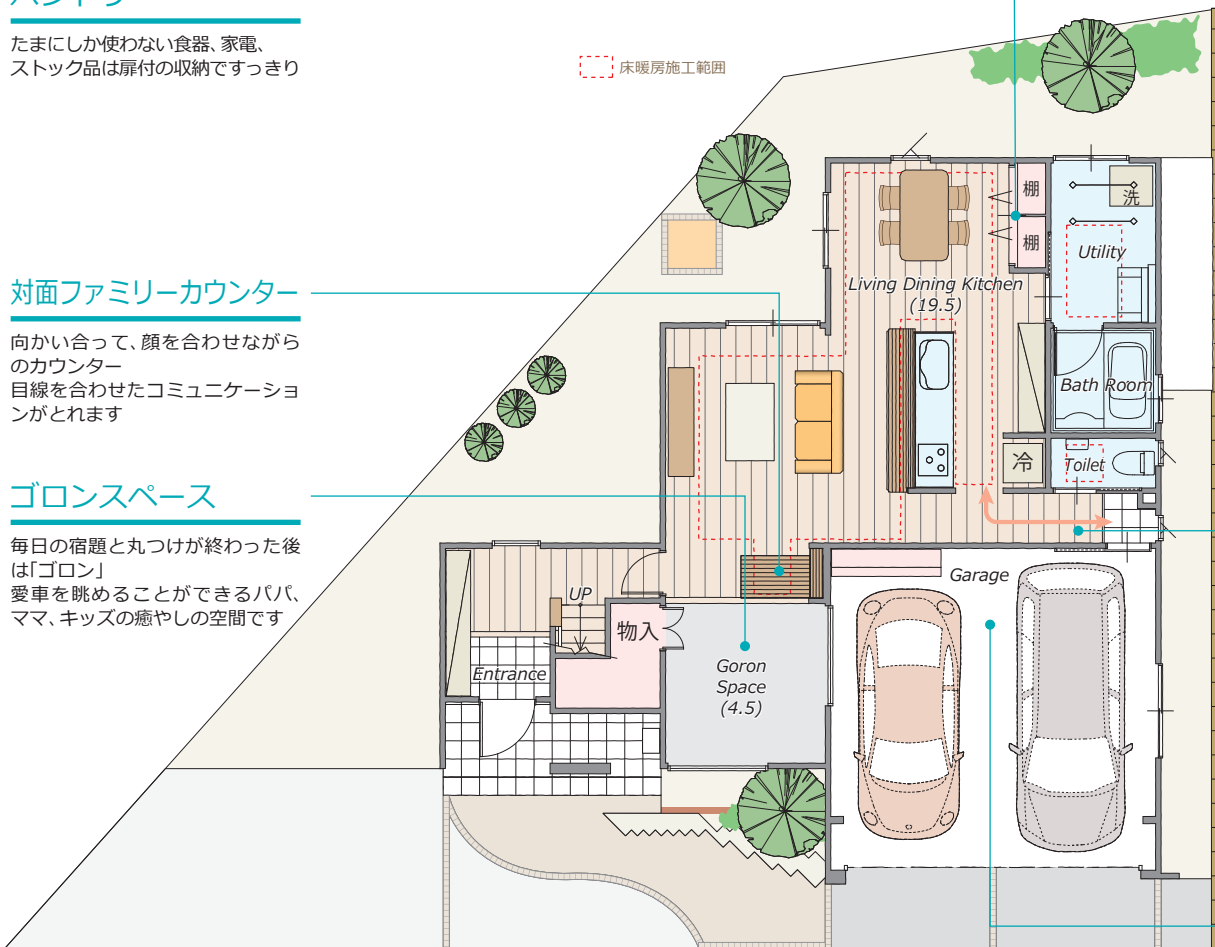 たまにしか使わない食器、家電、
ストック品は扉付の収納ですっきり
床暖房施工範囲
対面ファミリーカウンター
向かい合って、顔を合わせながら
のカウンター
目線を合わせたコミュニケーショ
ンがとれます
ゴロンスペース
毎日の宿題と丸つけが終わった後
は「ゴロン」
愛車を眺めることができるパパ、
ママ、キッズの癒やしの空間です
棚
棚
洗
Utility
Living Dining Kitchen
(19.5)
Bath Room
冷
Toilet
Garage
UP
物入
Entrance
Goron
Space
(4.5)